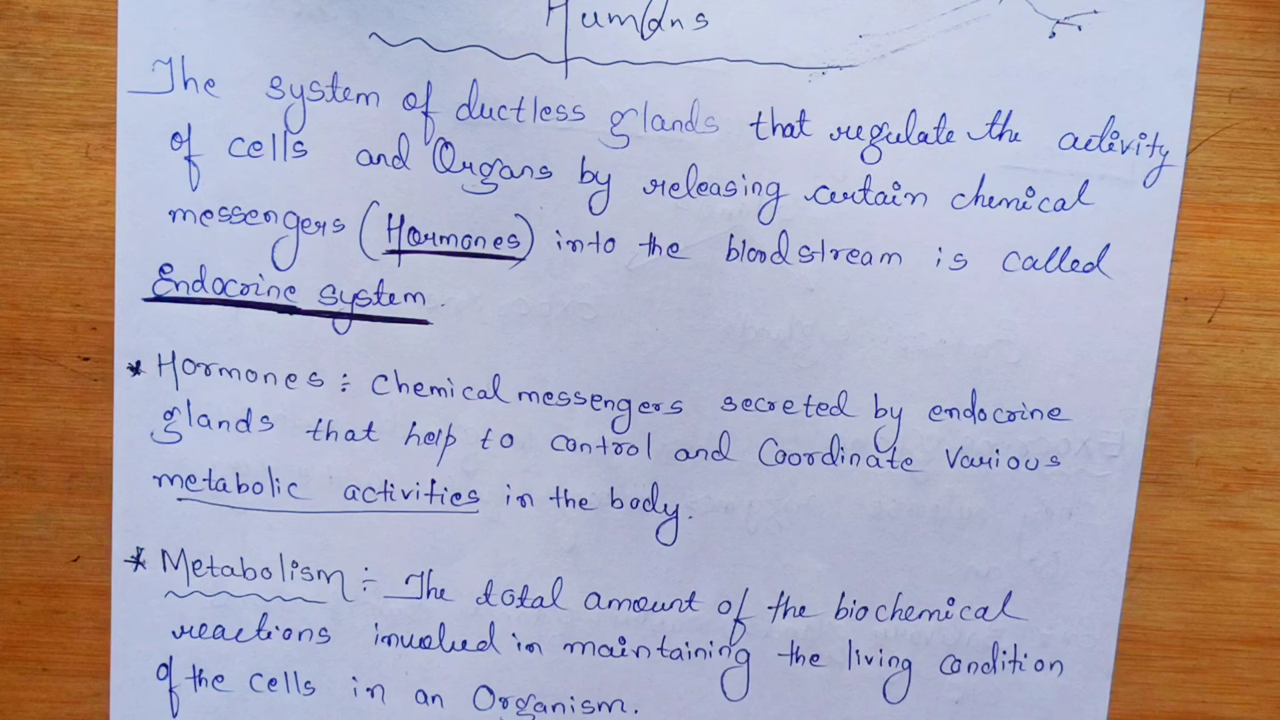 Humans
The system of ductless glands that regulate the activity
of cells and Organs by releasing certain chemical
messengers (Hormones) into the bloodstream is called
Endocrine system.
* Hormones : Chemical messengers secreted by endocrine
glands that help to control and Coordinate Various
metabolic activities in the body.
* Metabolism :- The total amount of the biochemical
reactions involved in maintaining the living condition
of the cells in an Organism.